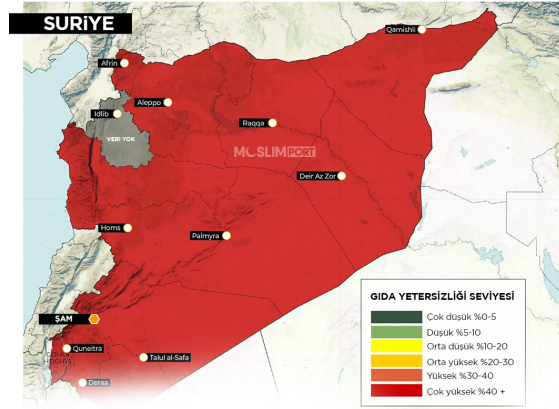 SURİYE
Qamishli
Afrin
Aleppo
Idlib
Raqqa
VERİ YOK
MUSLIMPORT
Deir Az Zor
Homs
Palmyra
ŞAM
Quneitra
GOLAN
HEIGHTS
Talul al-Safa
Deraa
GIDA YETERSİZLİĞİ SEVİYESİ
Çok düşük %0-5
Düşük %5-10
Orta düşük %10-20
Orta yüksek %20-30
Yüksek %30-40
Çok yüksek %40 +